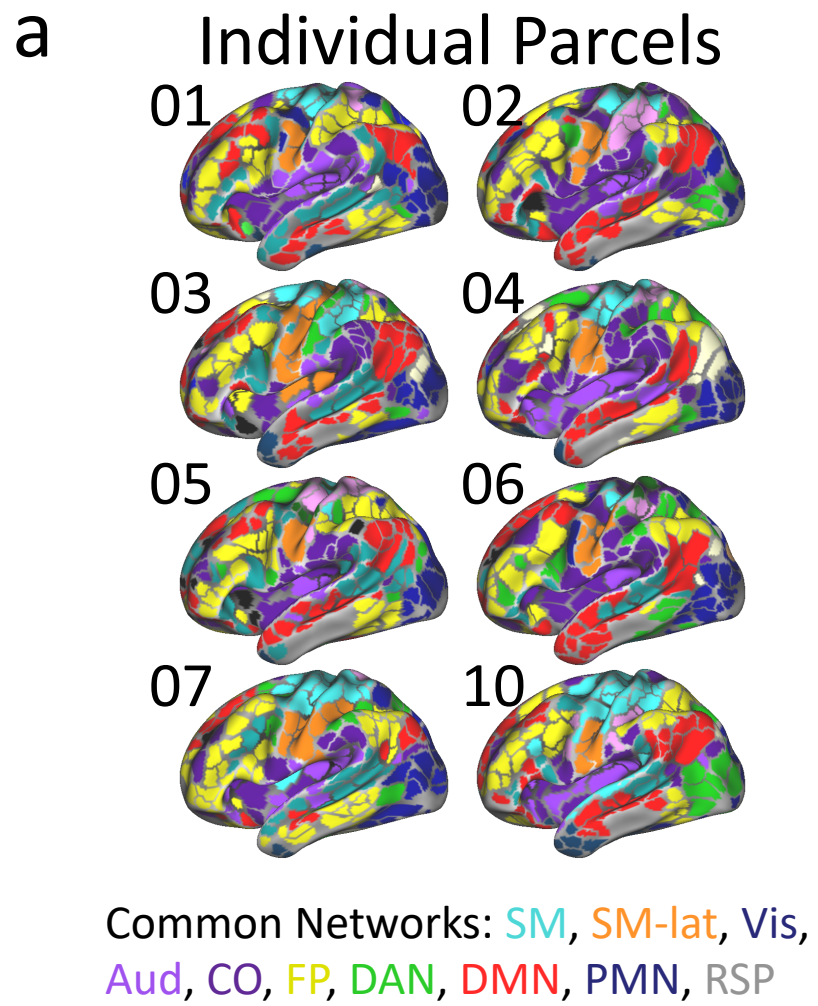 a
Individual Parcels
01 02
03 04
05 06
07 10
Common Networks: SM, SM-lat, Vis,
Aud, CO, FP, DAN, DMN, PMN, RSP